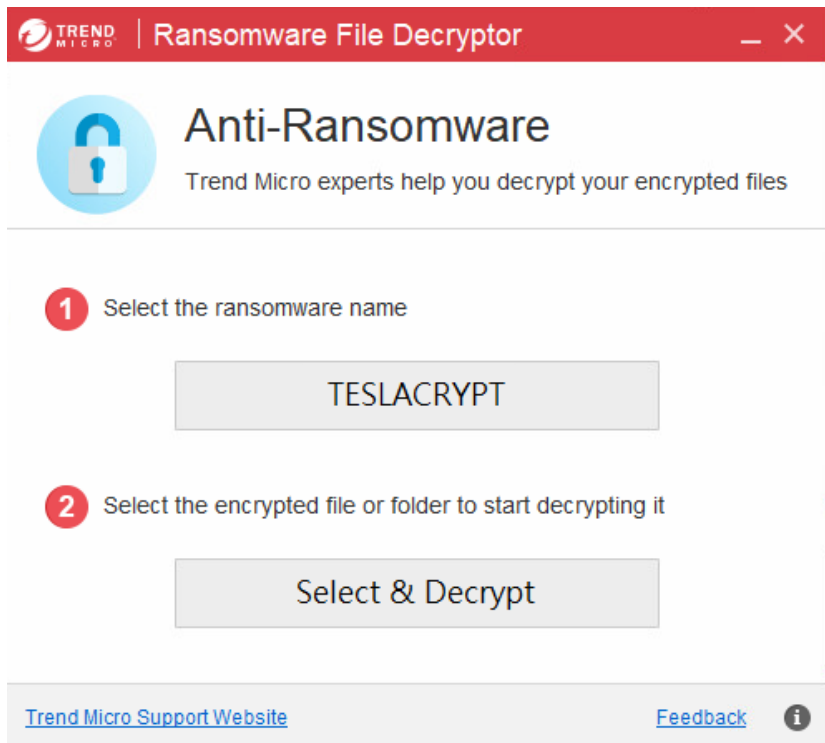 TREND MICRO Ransomware File Decryptor
Anti-Ransomware
Trend Micro experts help you decrypt your encrypted files
1 Select the ransomware name
TESLACRYPT
2 Select the encrypted file or folder to start decrypting it
Select & Decrypt
Trend Micro Support Website Feedback i